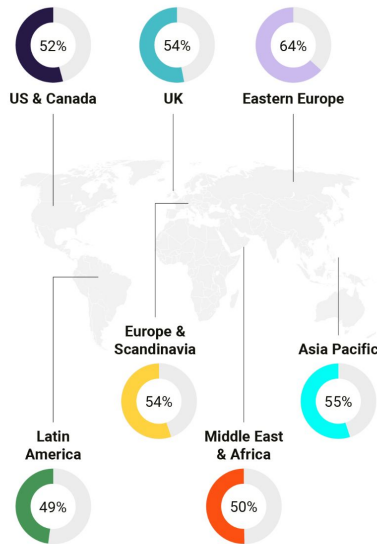 52%
US & Canada
54%
UK
64%
Eastern Europe
Europe &
Scandinavia
54%
Asia Pacific
55%
Latin
America
49%
Middle East
& Africa
50%